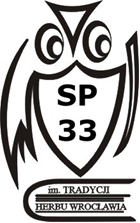 SP
33
im. TRADYCJI
HERBU WROCŁAWIA